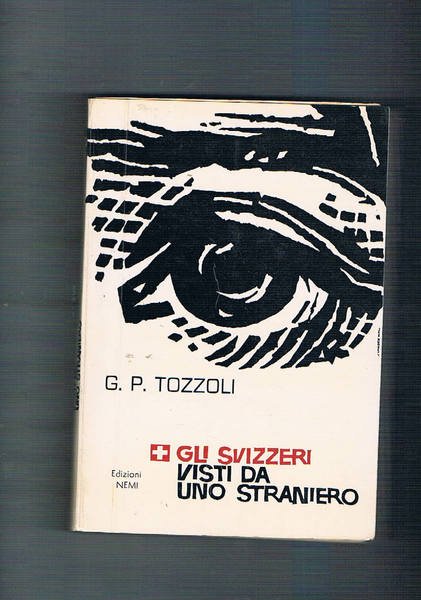 G. P. TOZZOLI
GLI SVIZZERI
VISTI DA
UNO STRANIERO
Edizioni
NEMI